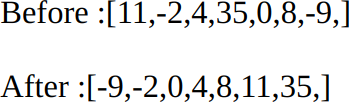 Before :[11,-2,4,35,0,8,-9,]
After :[-9,-2,0,4,8,11,35,]